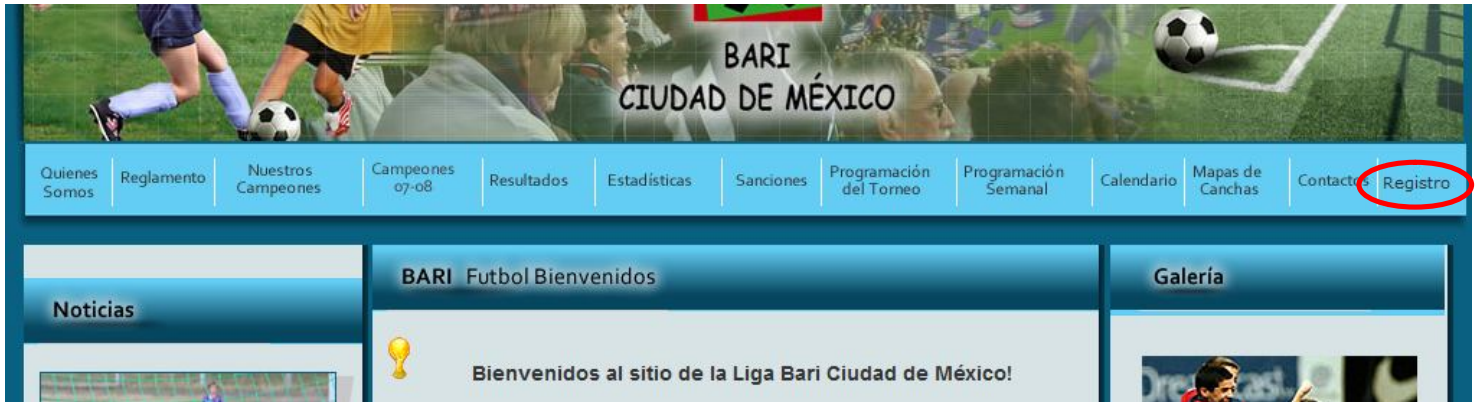 BARI
CIUDAD DE MÉXICO
Quienes Somos
Reglamento
Nuestros Campeones
Campeones 07-08
Resultados
Estadísticas
Sanciones
Programación del Torneo
Programación Semanal
Calendario
Mapas de Canchas
Contactos
Registro
Noticias
BARI Futbol Bienvenidos
Bienvenidos al sitio de la Liga Bari Ciudad de México!
Galería